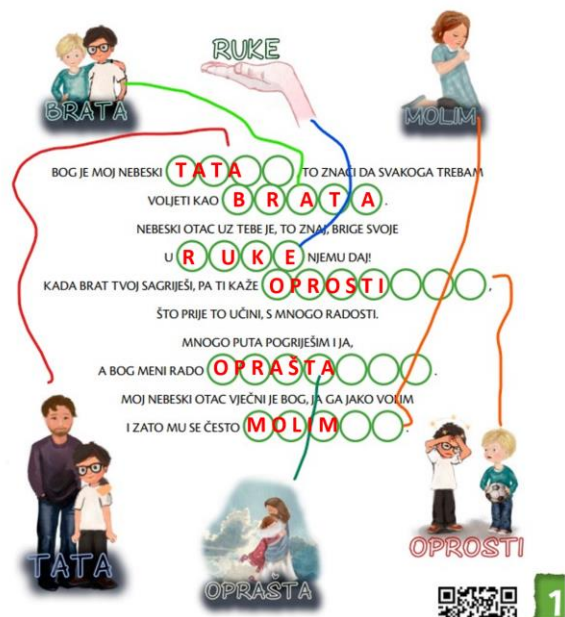 RUKE
BRATA
MOLIM
BOG JE MOJ NEBESKI TATA, TO ZNAČI DA SVAKOGA TREBAM
VOLJETI KAO BRATA.
NEBESKI OTAC UZ TEBE JE, TO ZNAJ, BRIGE SVOJE
U RUKE NJEMU DAJ!
KADA BRAT TVOJ SAGRIJEŠI, PA TI KAŽE OPROSTI,
ŠTO PRIJE TO UČINI, S MNOGO RADOSTI.
MNOGO PUTA POGRIJEŠIM I JA,
A BOG MENI RADO OPRAŠTA.
MOJ NEBESKI OTAC VJEČNI JE BOG, JA GA JAKO VOLIM
I ZATO MU SE ČESTO MOLIM.
TATA
OPRAŠTA
OPROSTI
1